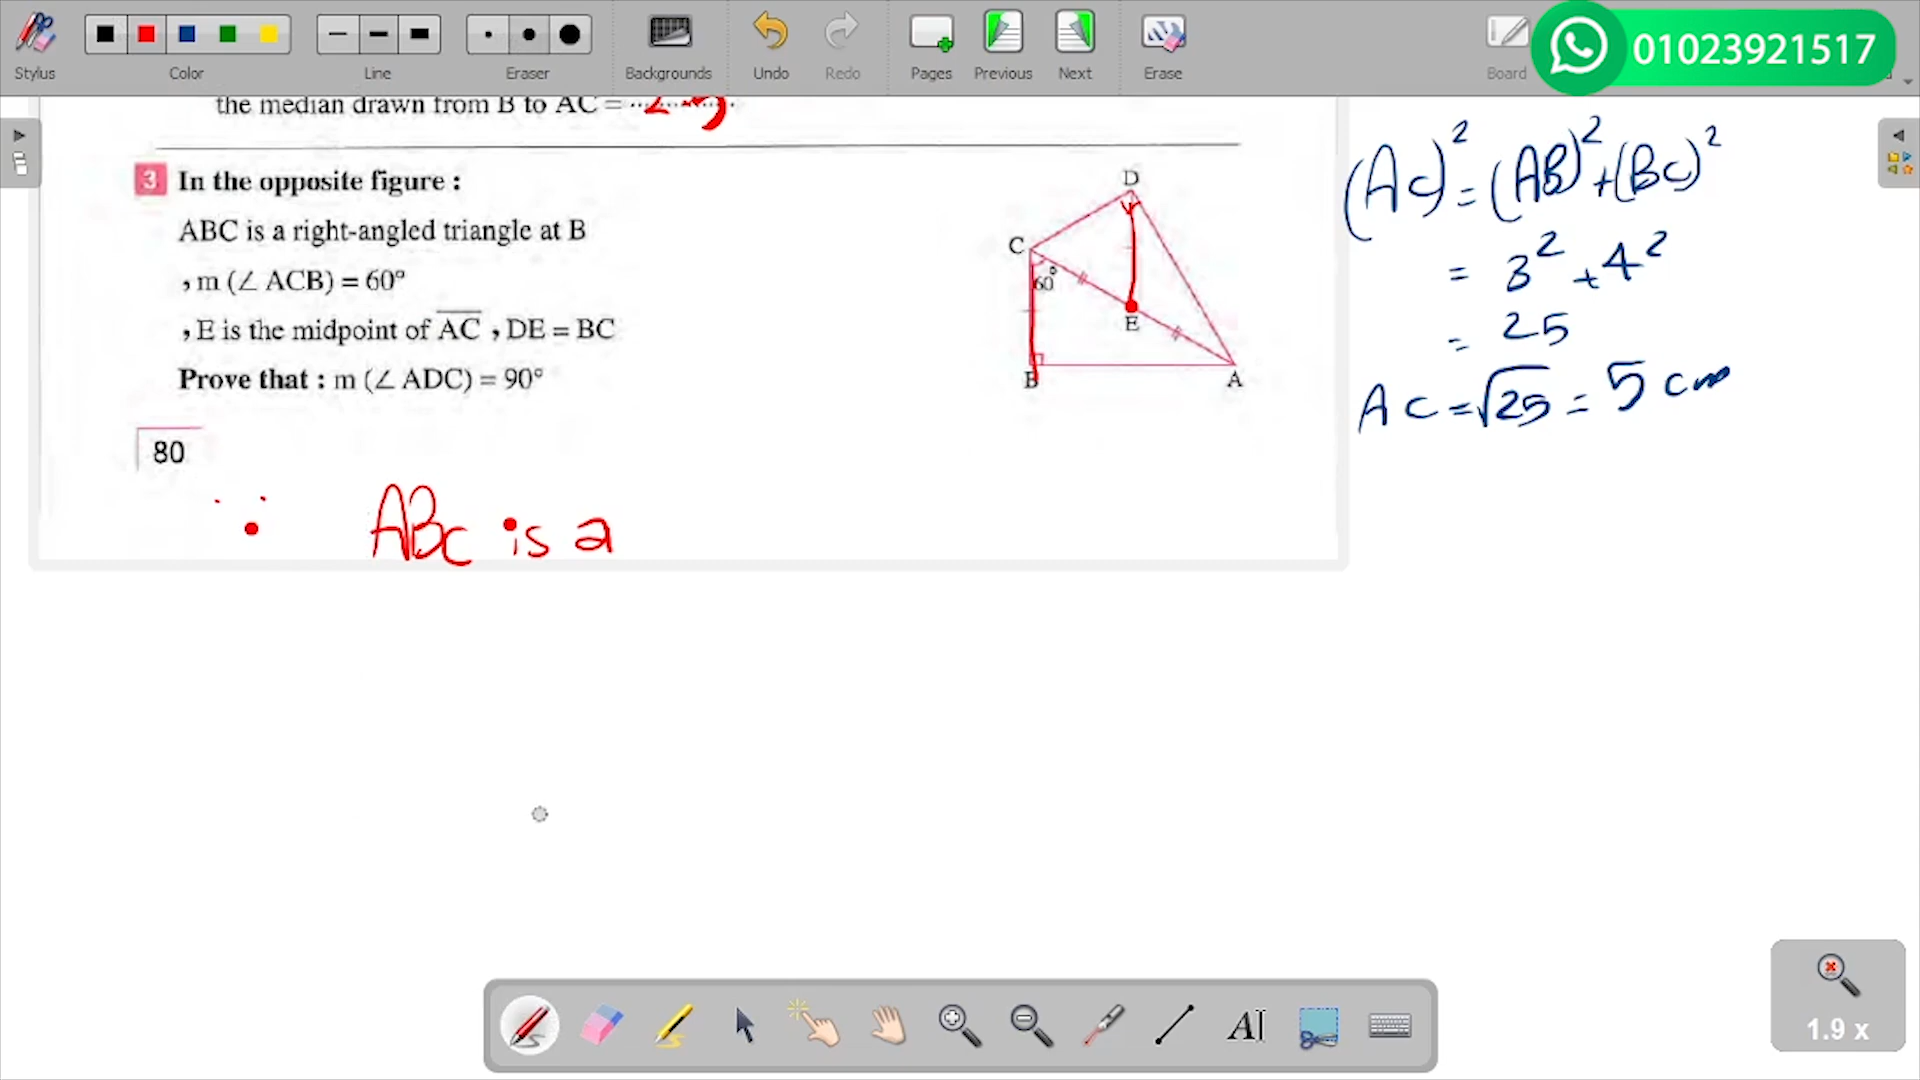 Stylus Color Line Eraser Backgrounds Undo Redo Pages Previous Next Erase Board
01023921517
the median drawn from B to AC =
3 In the opposite figure :
ABC is a right-angled triangle at B
, m (∠ ACB) = 60°
, E is the midpoint of A̅C̅ , DE = BC
Prove that : m (∠ ADC) = 90°
80
D
C
60°
E
B
A
(AC)² = (AB)² + (BC)²
= 3² + 4²
= 25
AC = √25 = 5 cm
∵ ABC is a
AI
1.9 x